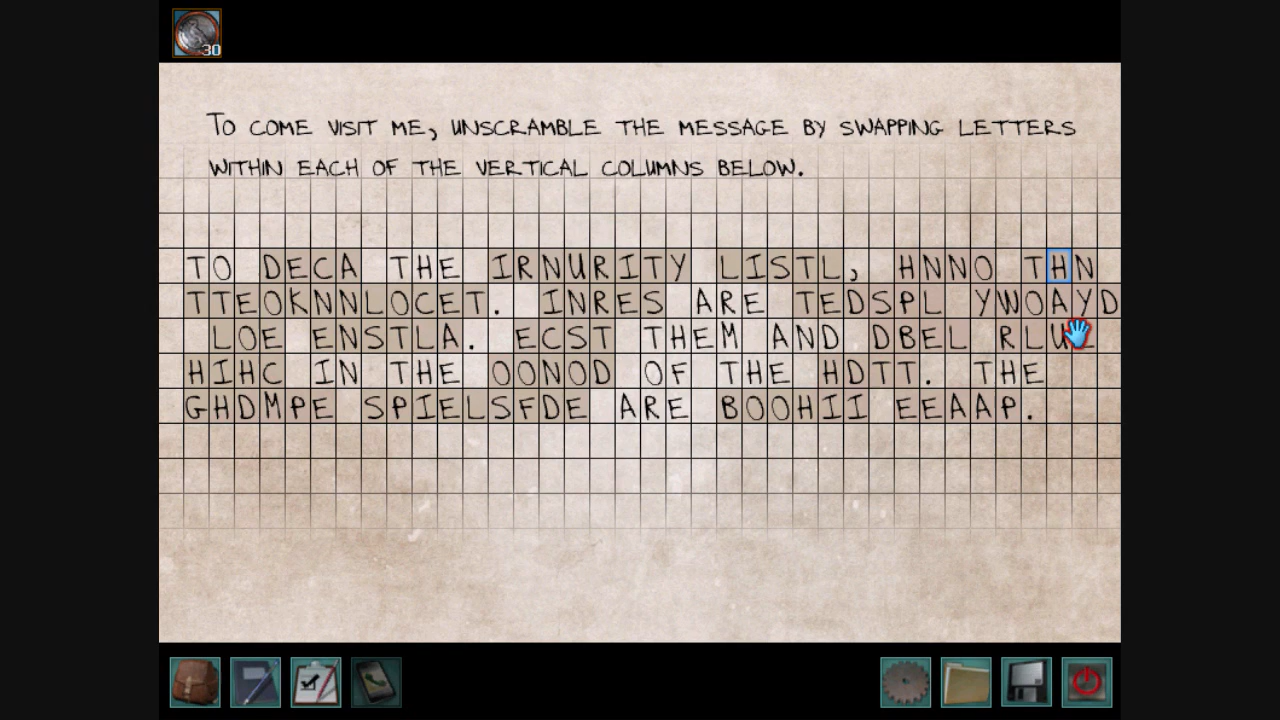 30
TO COME VISIT ME, UNSCRAMBLE THE MESSAGE BY SWAPPING LETTERS
WITHIN EACH OF THE VERTICAL COLUMNS BELOW.
TO DECA THE IRNURITY LISTL, HNNO THN
TTEOKNNLOCET. INRES ARE TEDSPL YWOAYD
LOE ENSTLA. ECST THEM AND DBEL RLU
HIHC IN THE OONOD OF THE HDTT. THE
GHDMPE SPIELSFDE ARE BOOHII EEAAP.